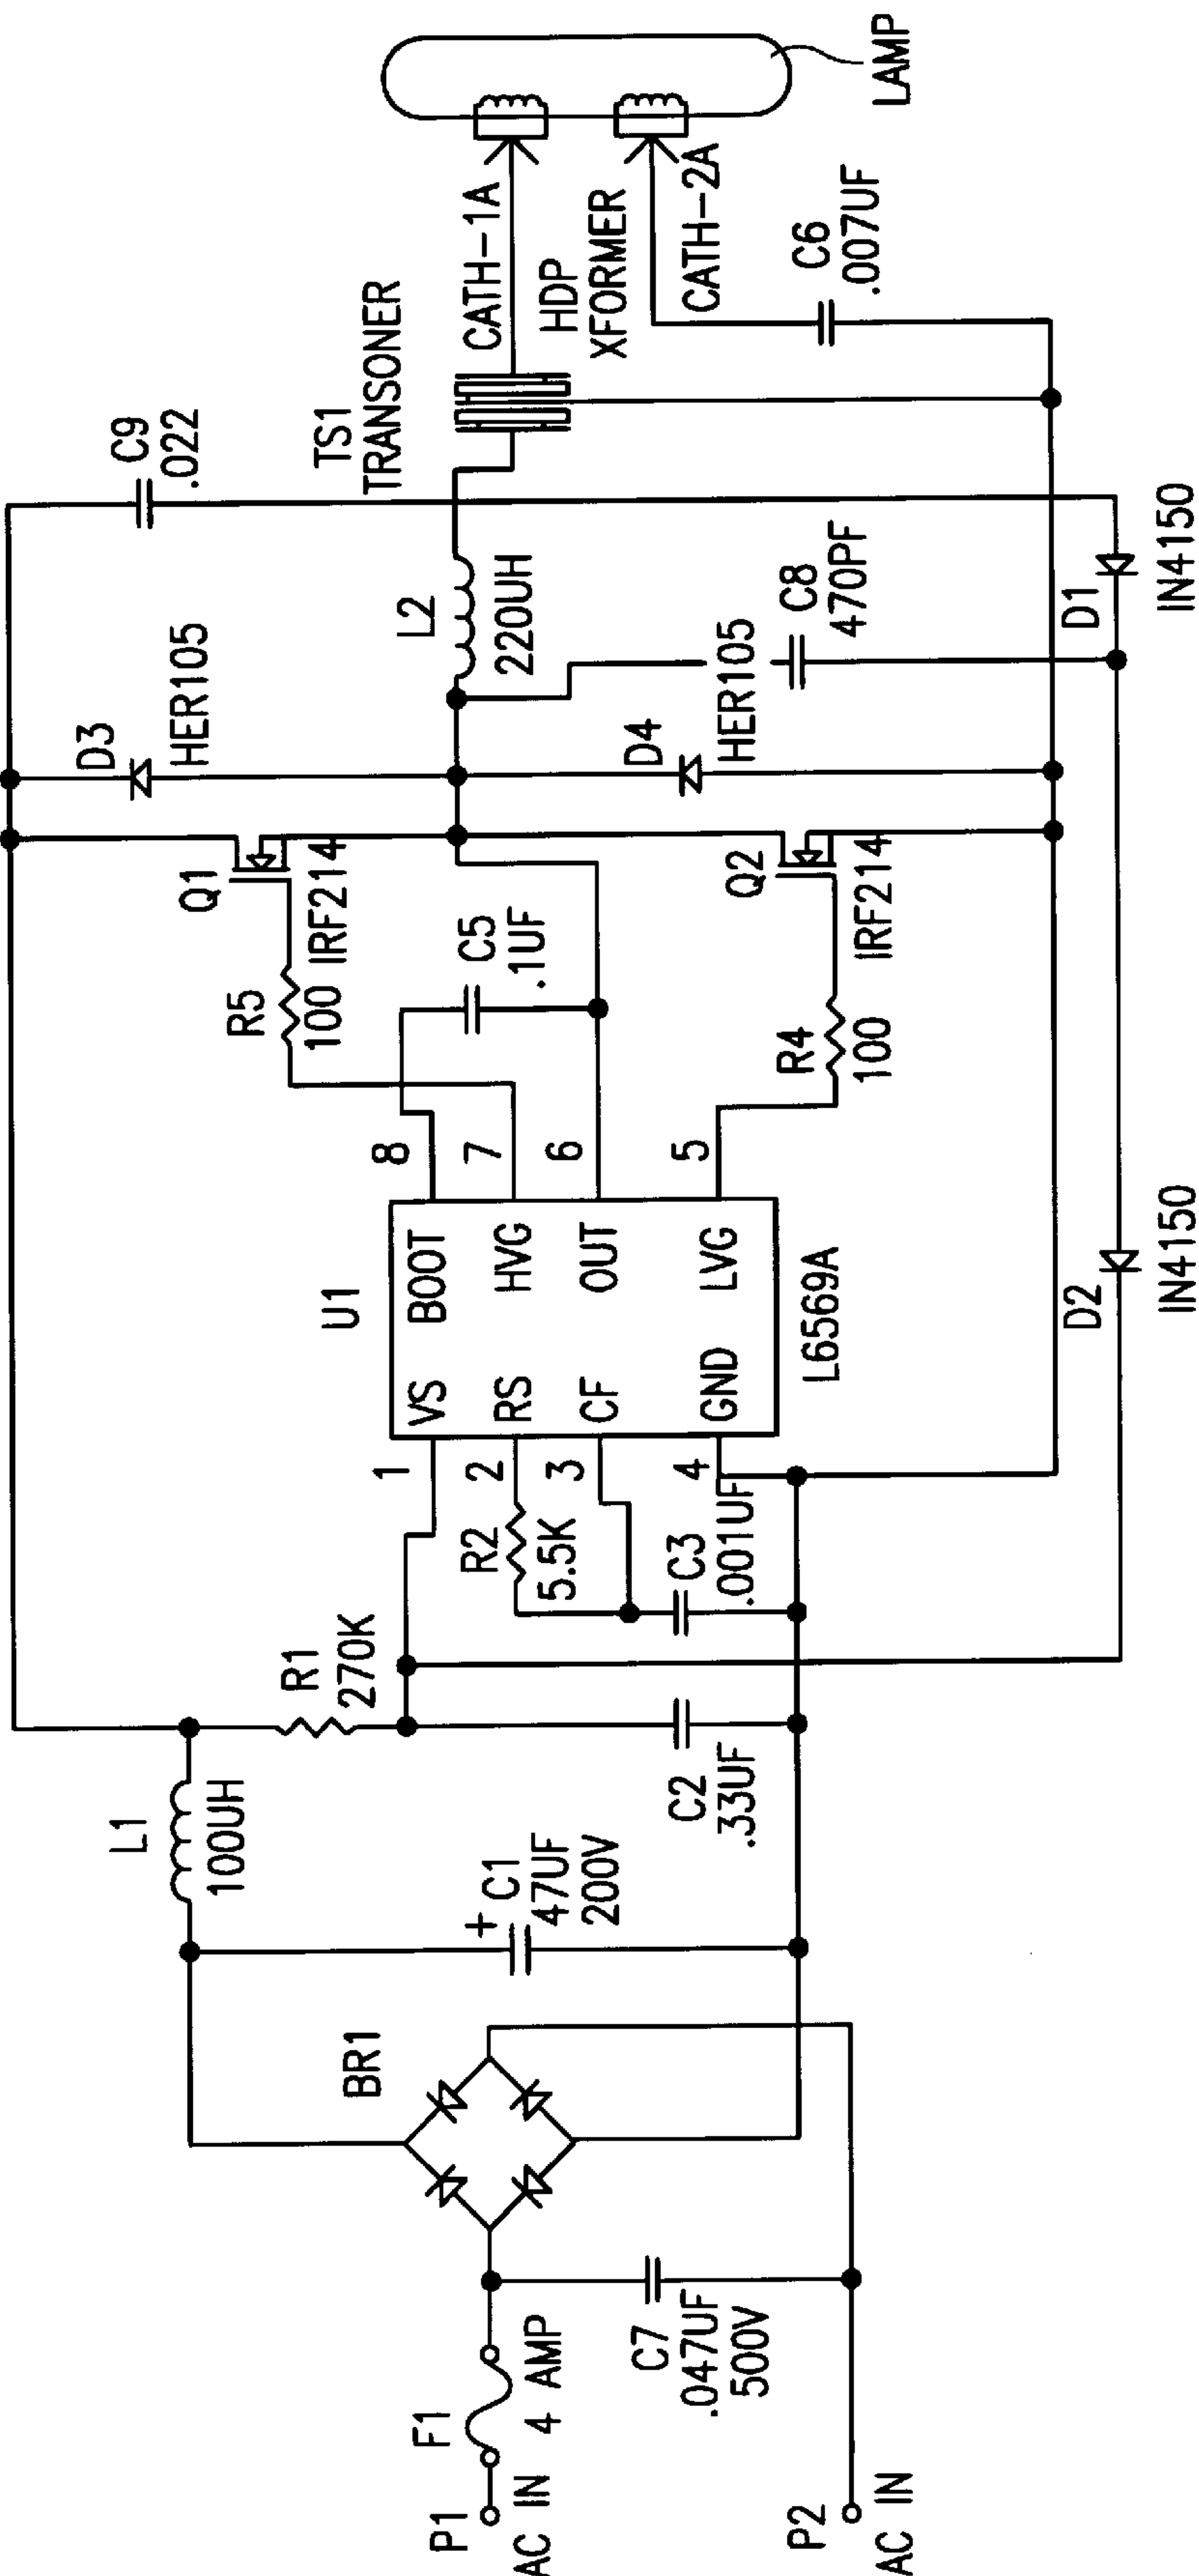 P1
AC IN
F1
4 AMP
P2
AC IN
C7
.047UF
500V
BR1
+
C1
47UF
200V
L1
100UH
R1
270K
C2
.33UF
R2
5.5K
C3
.001UF
U1
1
2
3
4
VS
RS
CF
GND
BOOT
HVG
OUT
LVG
8
7
6
5
L6569A
D2
IN4150
R5
100
C5
.1UF
R4
100
Q1
IRF214
Q2
IRF214
D3
HER105
D4
HER105
L2
220UH
C8
470PF
D1
IN4150
C9
.022
TS1
TRANSONER
CATH-1A
HDP
XFORMER
CATH-2A
C6
.007UF
LAMP